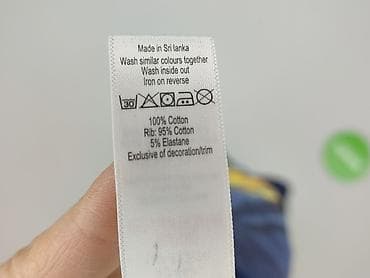 Made in Sri lanka
Wash similar colours together
Wash inside out
Iron on reverse
30
100% Cotton
Rib: 95% Cotton
5% Elastane
Exclusive of decoration/trim